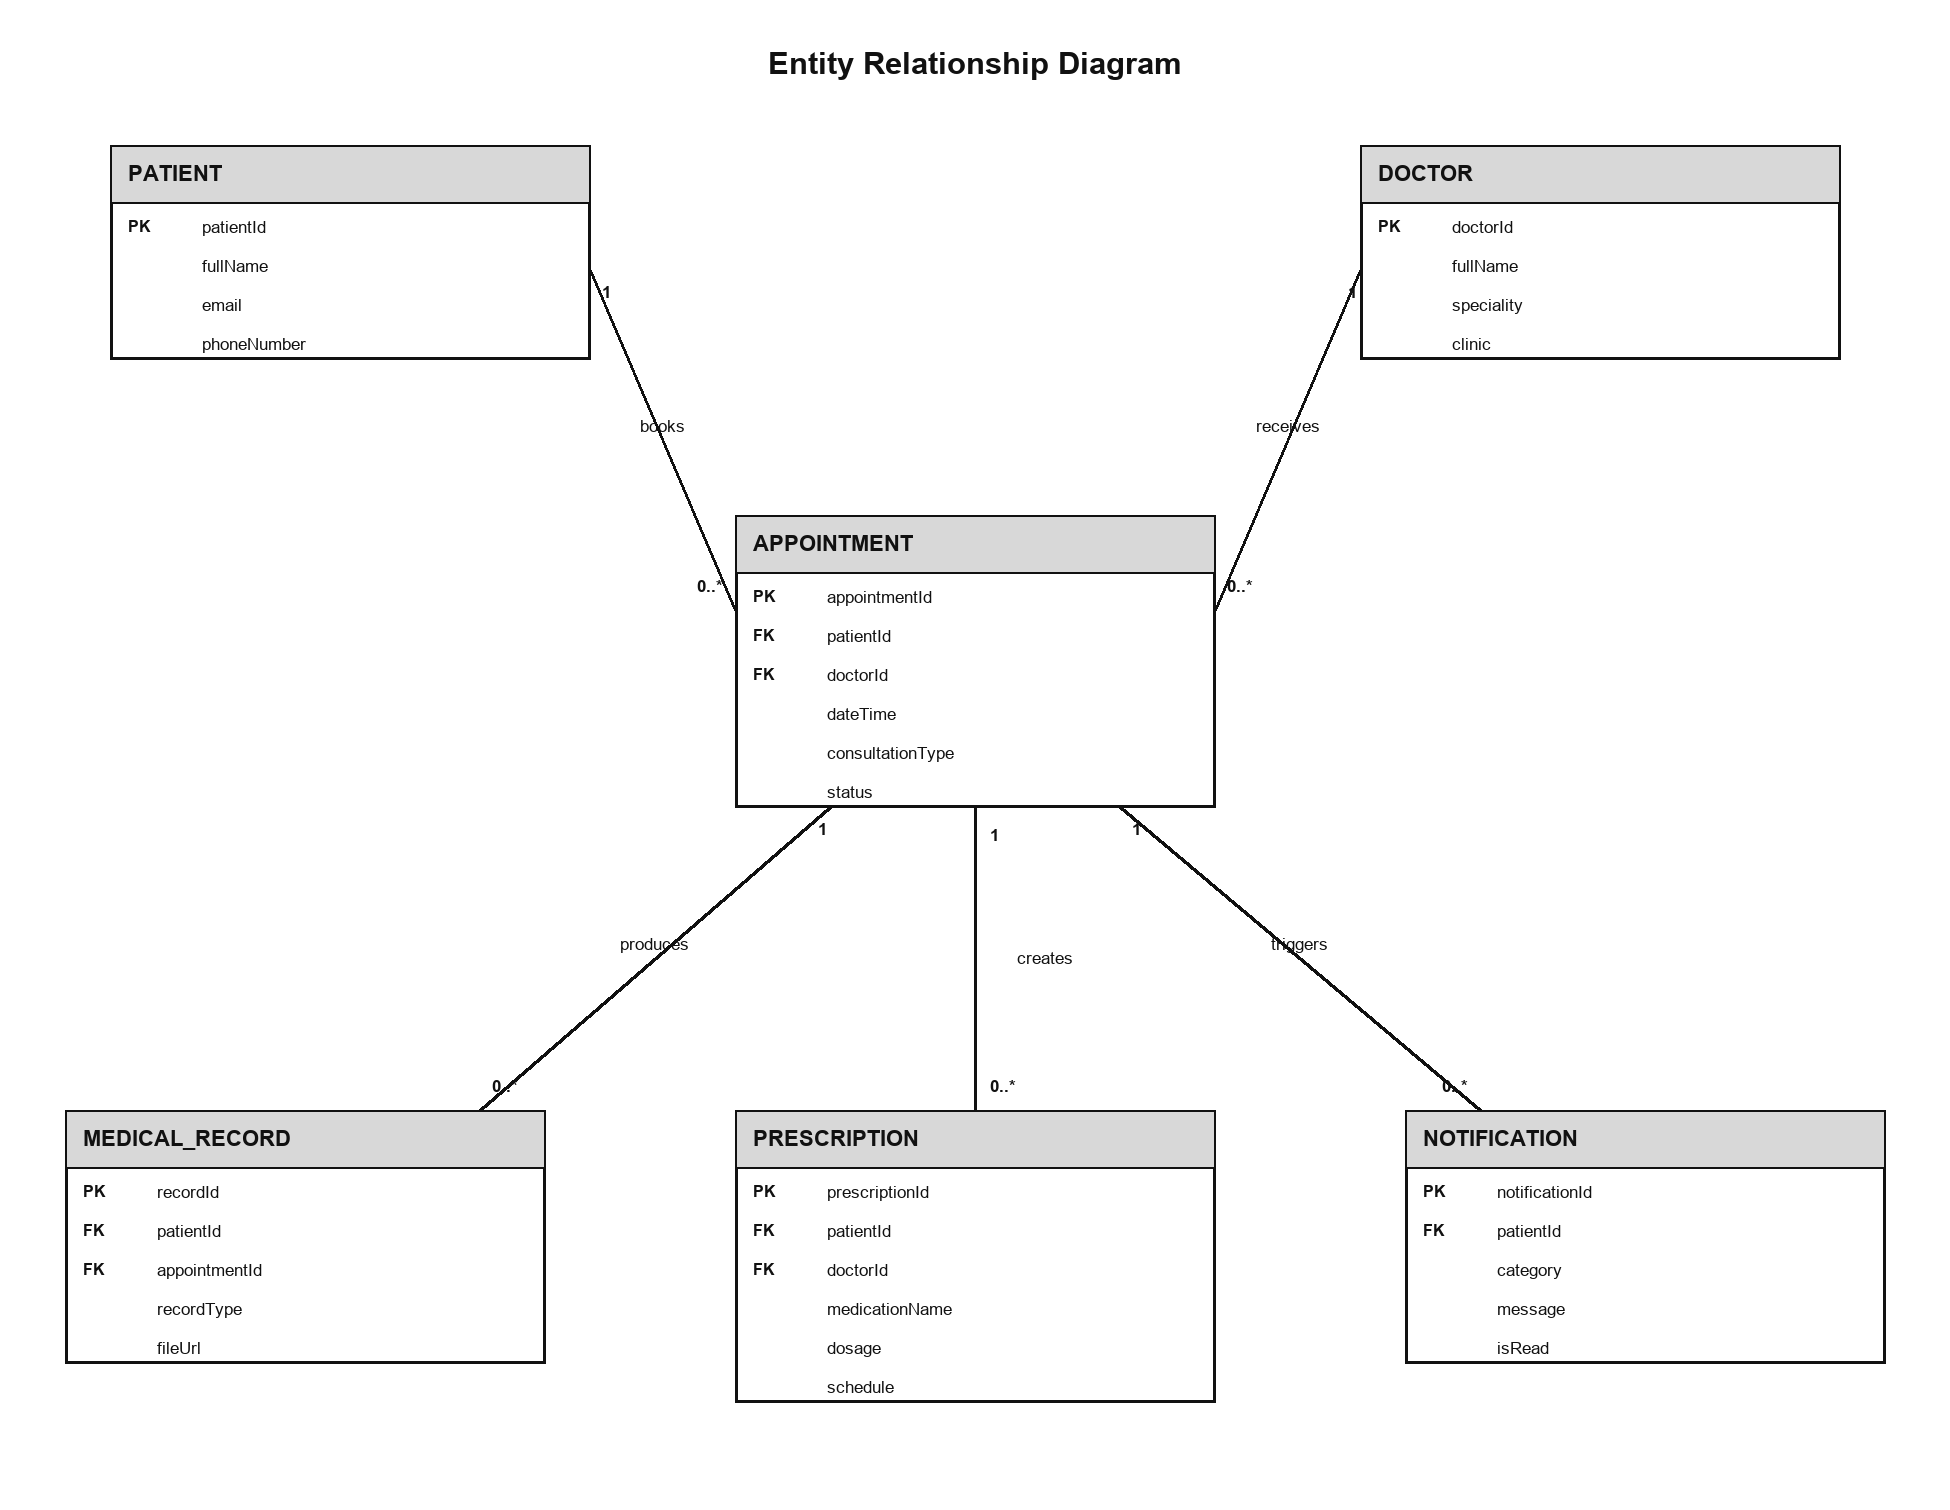 Entity Relationship Diagram
PATIENT
PK patientId
fullName
email
phoneNumber
DOCTOR
PK doctorId
fullName
speciality
clinic
1
1
books
receives
0..*
0..*
APPOINTMENT
PK appointmentId
FK patientId
FK doctorId
dateTime
consultationType
status
1
1
1
produces
creates
triggers
0..*
0..*
0..*
MEDICAL_RECORD
PK recordId
FK patientId
FK appointmentId
recordType
fileUrl
PRESCRIPTION
PK prescriptionId
FK patientId
FK doctorId
medicationName
dosage
schedule
NOTIFICATION
PK notificationId
FK patientId
category
message
isRead